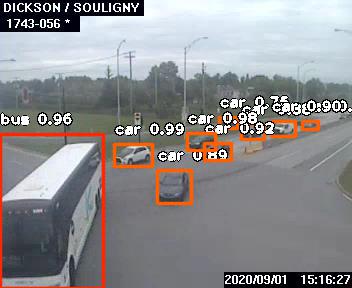 DICKSON / SOULIGNY
1743-056 *
bus 0.96
car 0.99
car 0.98
car 0.92
car 0.89
2020/09/01 15:16:27